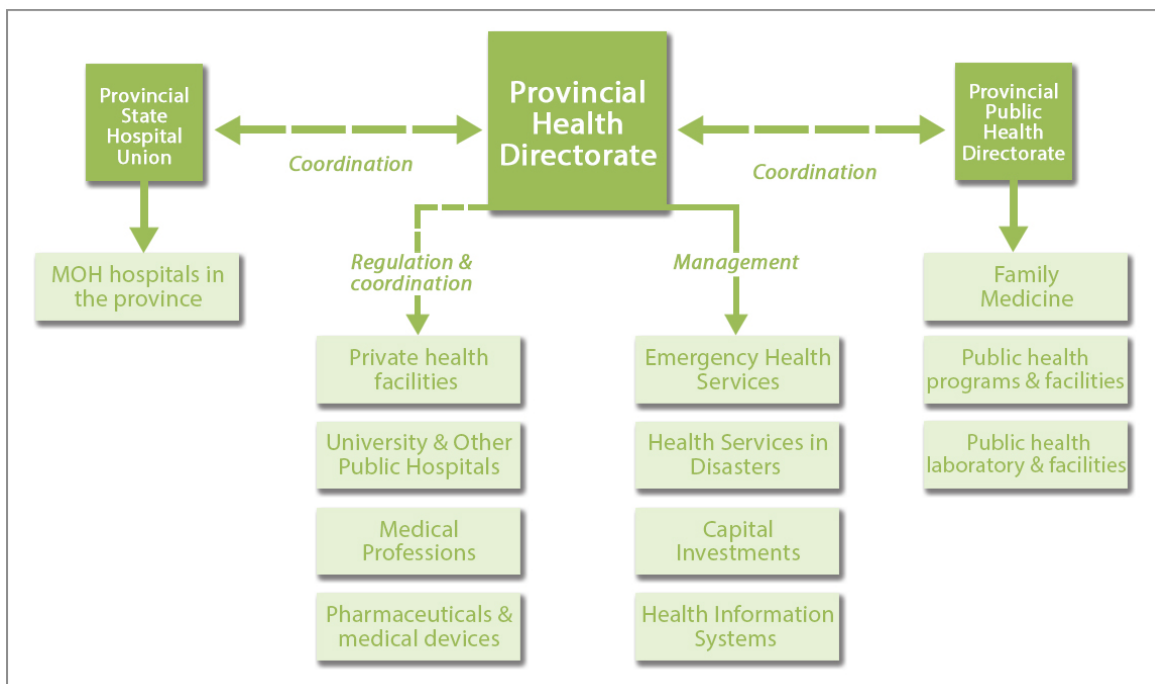 Provincial
State
Hospital
Union
Coordination
Provincial
Health
Directorate
Coordination
Provincial
Public
Health
Directorate
MOH hospitals in
the province
Regulation &
coordination
Private health
facilities
University & Other
Public Hospitals
Medical
Professions
Pharmaceuticals &
medical devices
Management
Emergency Health
Services
Health Services in
Disasters
Capital
Investments
Health Information
Systems
Family
Medicine
Public health
programs & facilities
Public health
laboratory & facilities